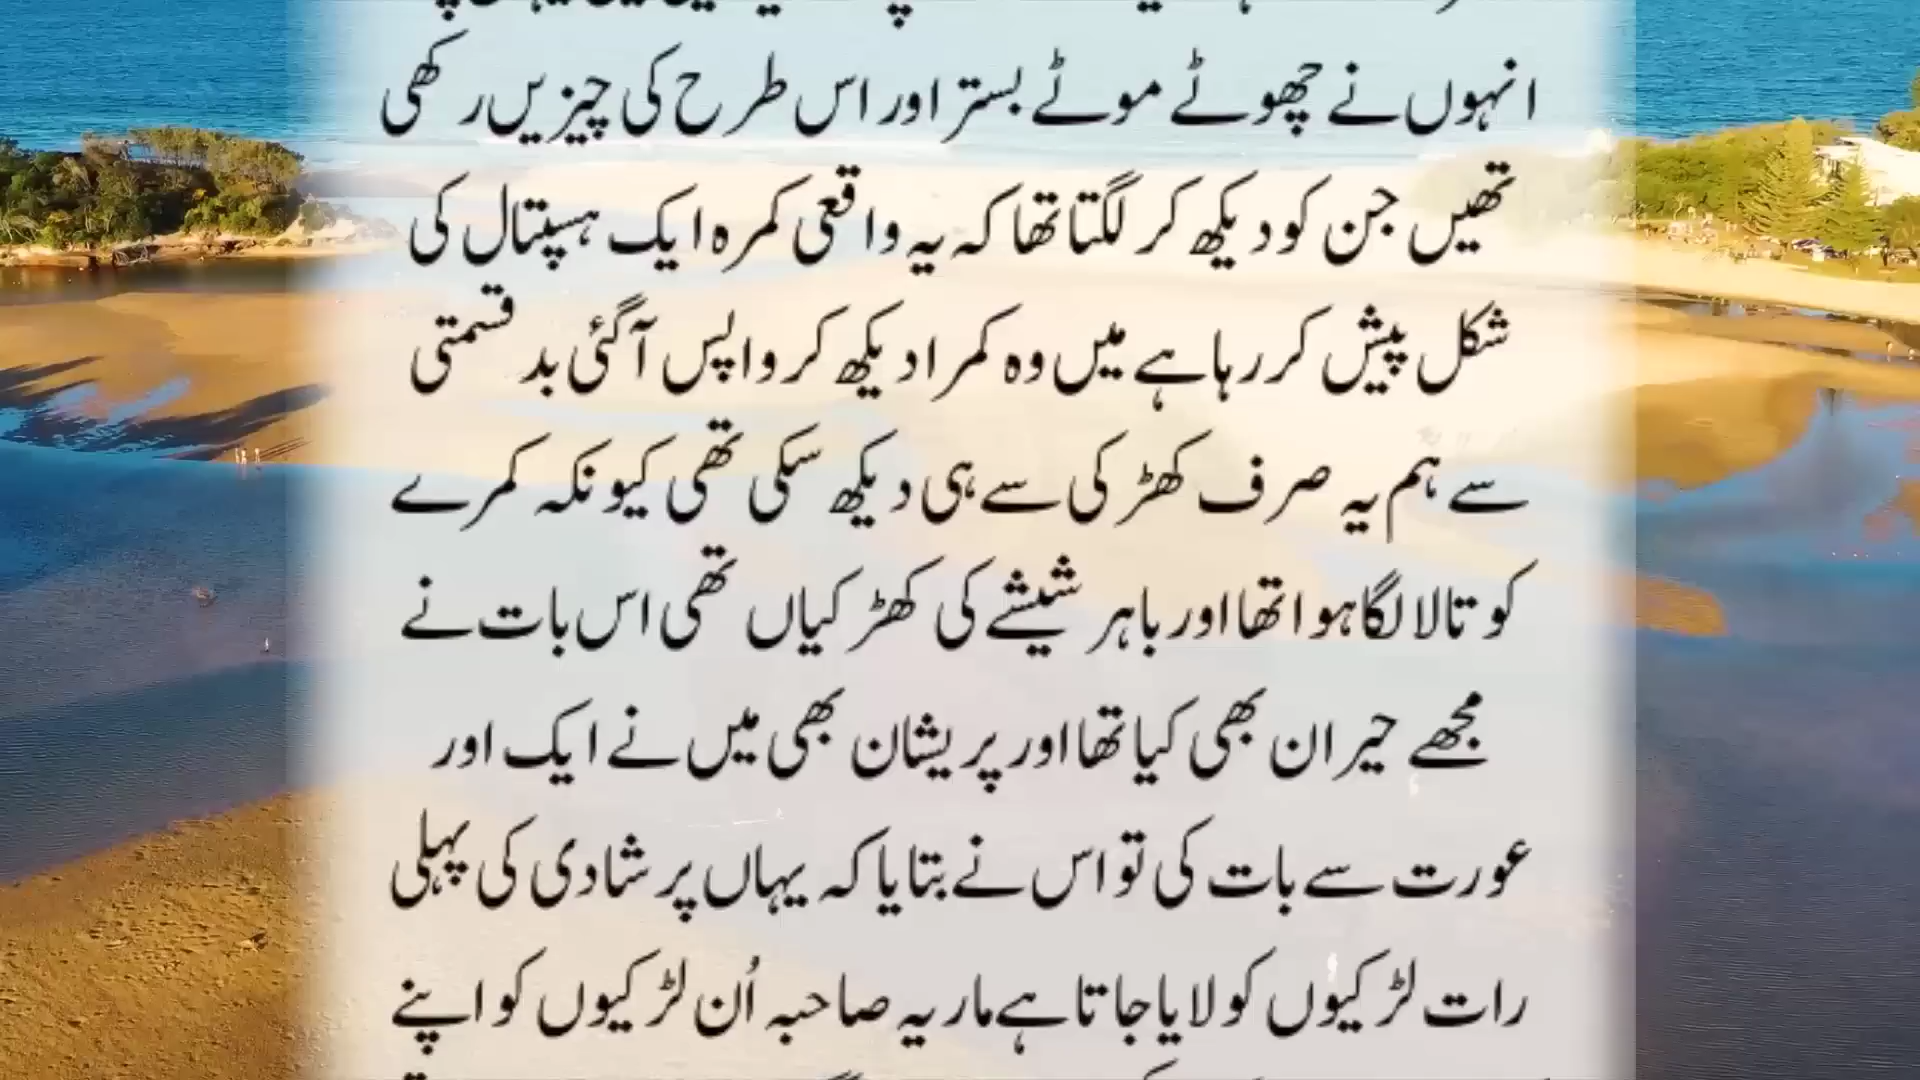 انہوں نے چھوٹے موٹے بستر اور اس طرح کی چیزیں رکھی
تھیں جن کو دیکھ کر لگتا تھا کہ یہ واقعی کمرہ ایک ہسپتال کی
شکل پیش کر رہا ہے میں وہ کمرا دیکھ کر واپس آگئی بد قسمتی
سے ہم یہ صرف کھڑکی سے ہی دیکھ سکی تھی کیونکہ کمرے
کو تالا لگا ہوا تھا اور باہر شیشے کی کھڑکیاں تھی اس بات نے
مجھے حیران بھی کیا تھا اور پریشان بھی میں نے ایک اور
عورت سے بات کی تو اس نے بتایا کہ یہاں پر شادی کی پہلی
رات لڑکیوں کو لایا جاتا ہے ماریہ صاحبہ اُن لڑکیوں کو اپنے